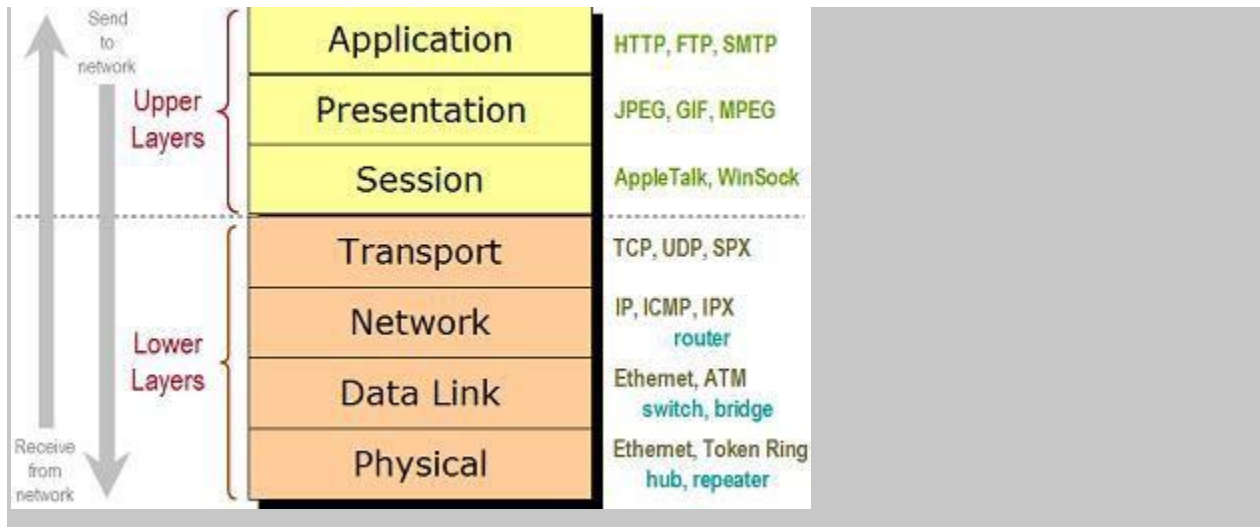 Send
to
network
Upper
Layers
Application
HTTP, FTP, SMTP
Presentation
JPEG, GIF, MPEG
Session
AppleTalk, WinSock
Transport
TCP, UDP, SPX
Network
IP, ICMP, IPX
router
Lower
Layers
Data Link
Ethernet, ATM
switch, bridge
Physical
Ethernet, Token Ring
hub, repeater
Receive
from
network